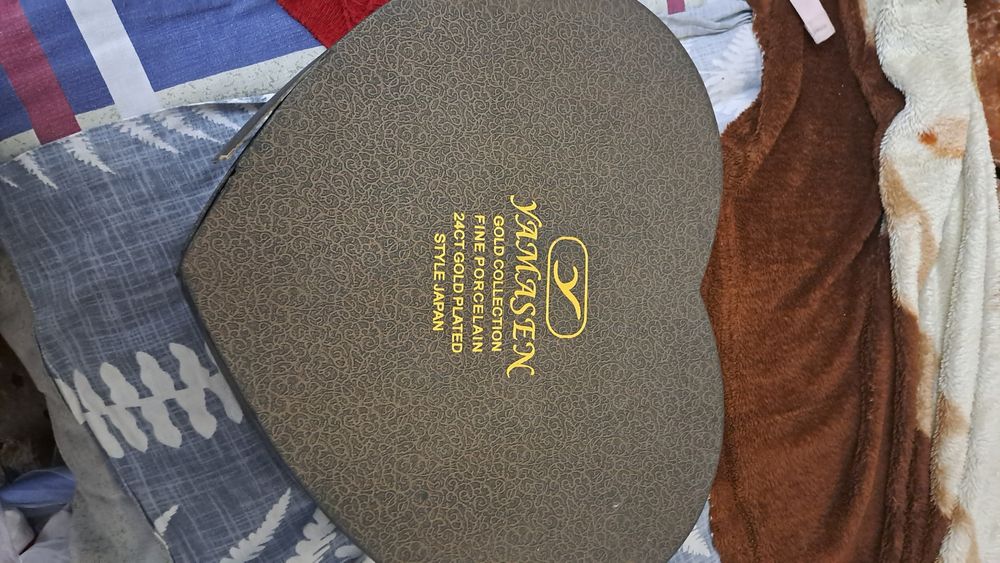 Y
YAMASEN
GOLD COLLECTION
FINE PORCELAIN
24CT GOLD PLATED
STYLE JAPAN